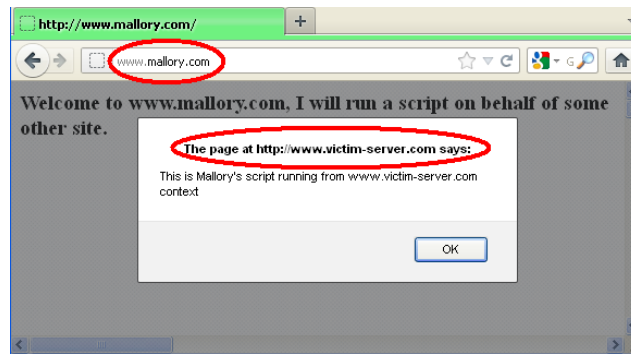 http://www.mallory.com/
+
www.mallory.com
G
Welcome to www.mallory.com, I will run a script on behalf of some
other site.
The page at http://www.victim-server.com says:
This is Mallory's script running from www.victim-server.com
context
OK